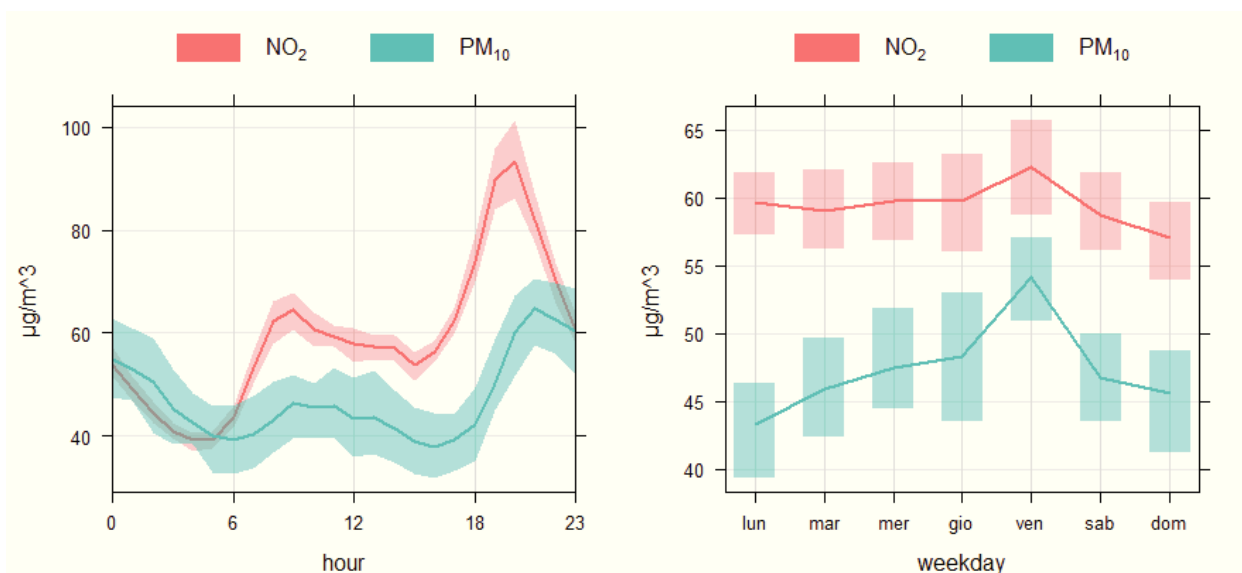 NO₂ PM₁₀
100
80
60
40
µg/m^3
0 6 12 18 23
hour
NO₂ PM₁₀
65
60
55
50
45
40
µg/m^3
lun mar mer gio ven sab dom
weekday